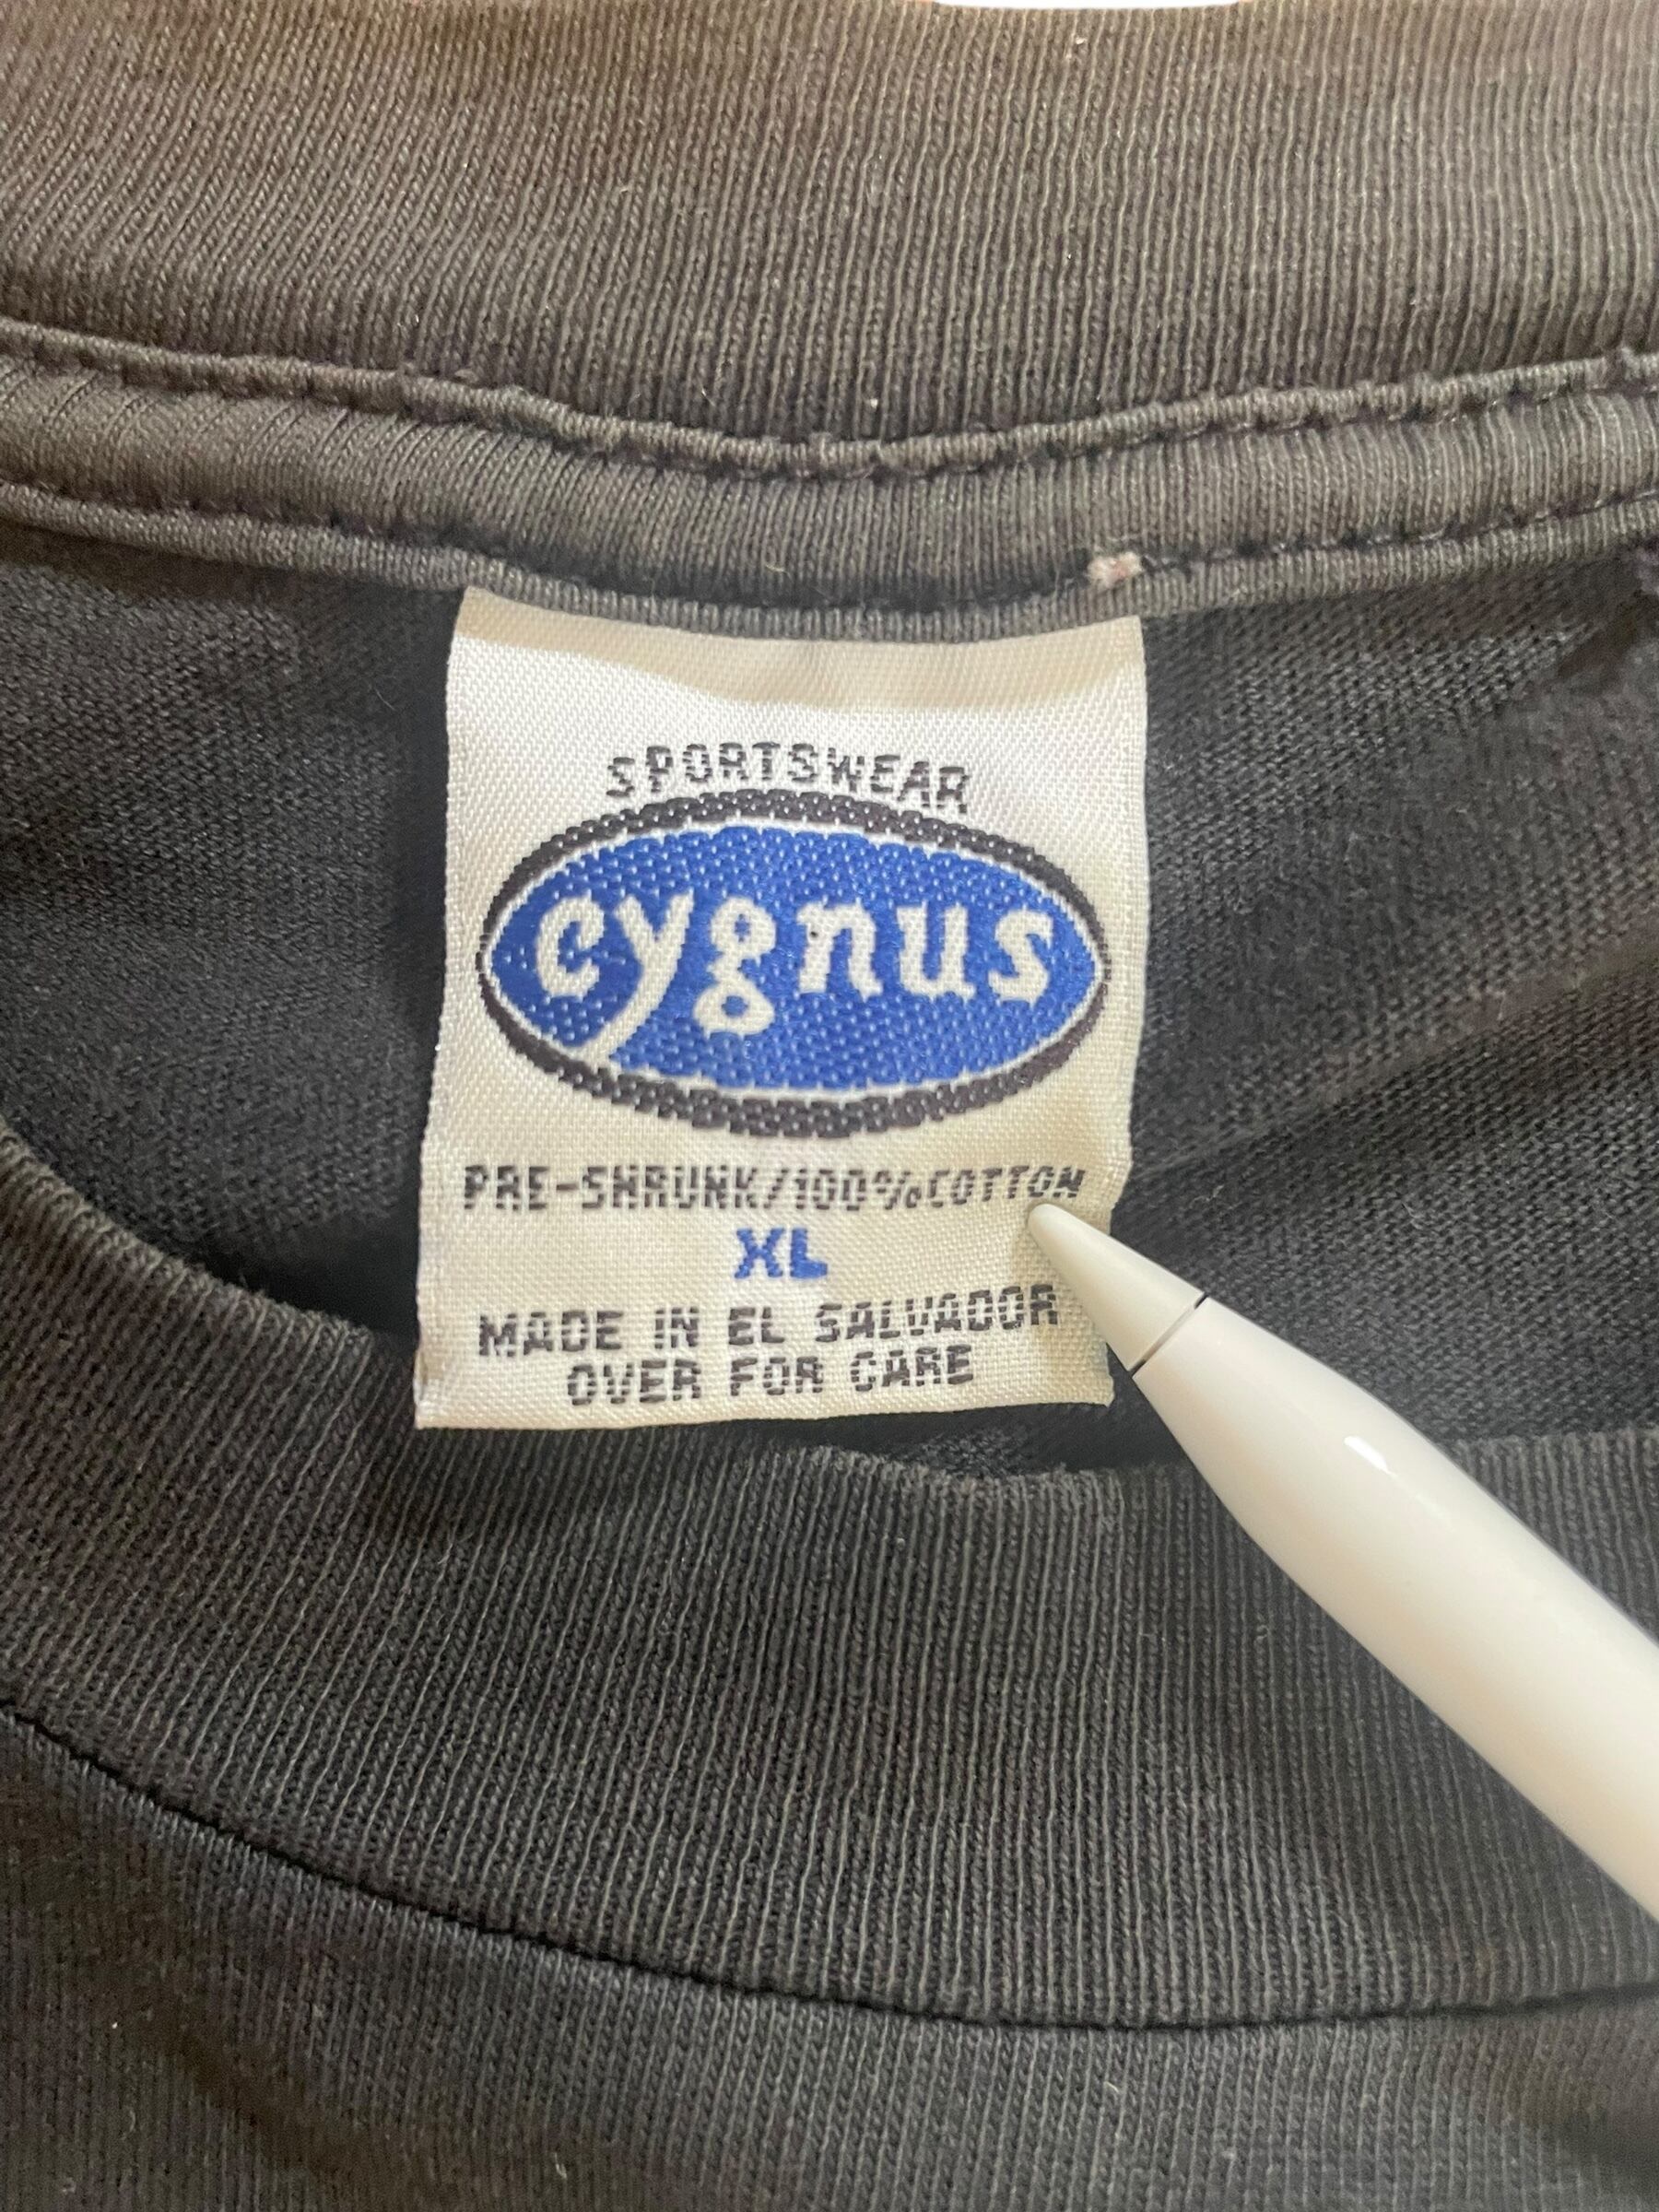 SPORTSWEAR
cygnus
PRE-SHRUNK/100%COTTON
XL
MADE IN EL SALVADOR
OVER FOR CARE